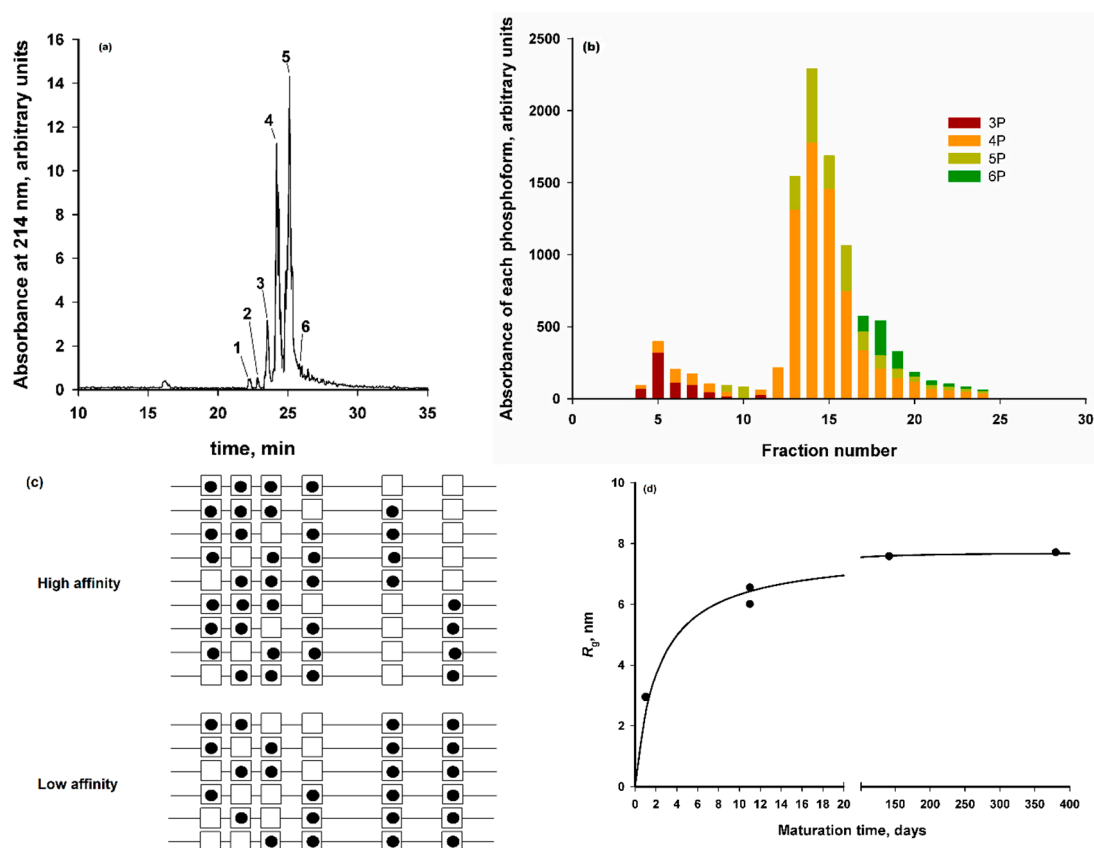 (a)
Absorbance at 214 nm, arbitrary units
16
14
12
10
8
6
4
2
0
1
2
3
4
5
6
10
15
20
25
30
35
time, min
(b)
Absorbance of each phosphoform, arbitrary units
2500
2000
1500
1000
500
0
3P
4P
5P
6P
0
5
10
15
20
25
30
Fraction number
(c)
High affinity
Low affinity
(d)
Rg, nm
10
8
6
4
2
0
0 2 4 6 8 10 12 14 16 18 20
150 200 250 300 350 400
Maturation time, days